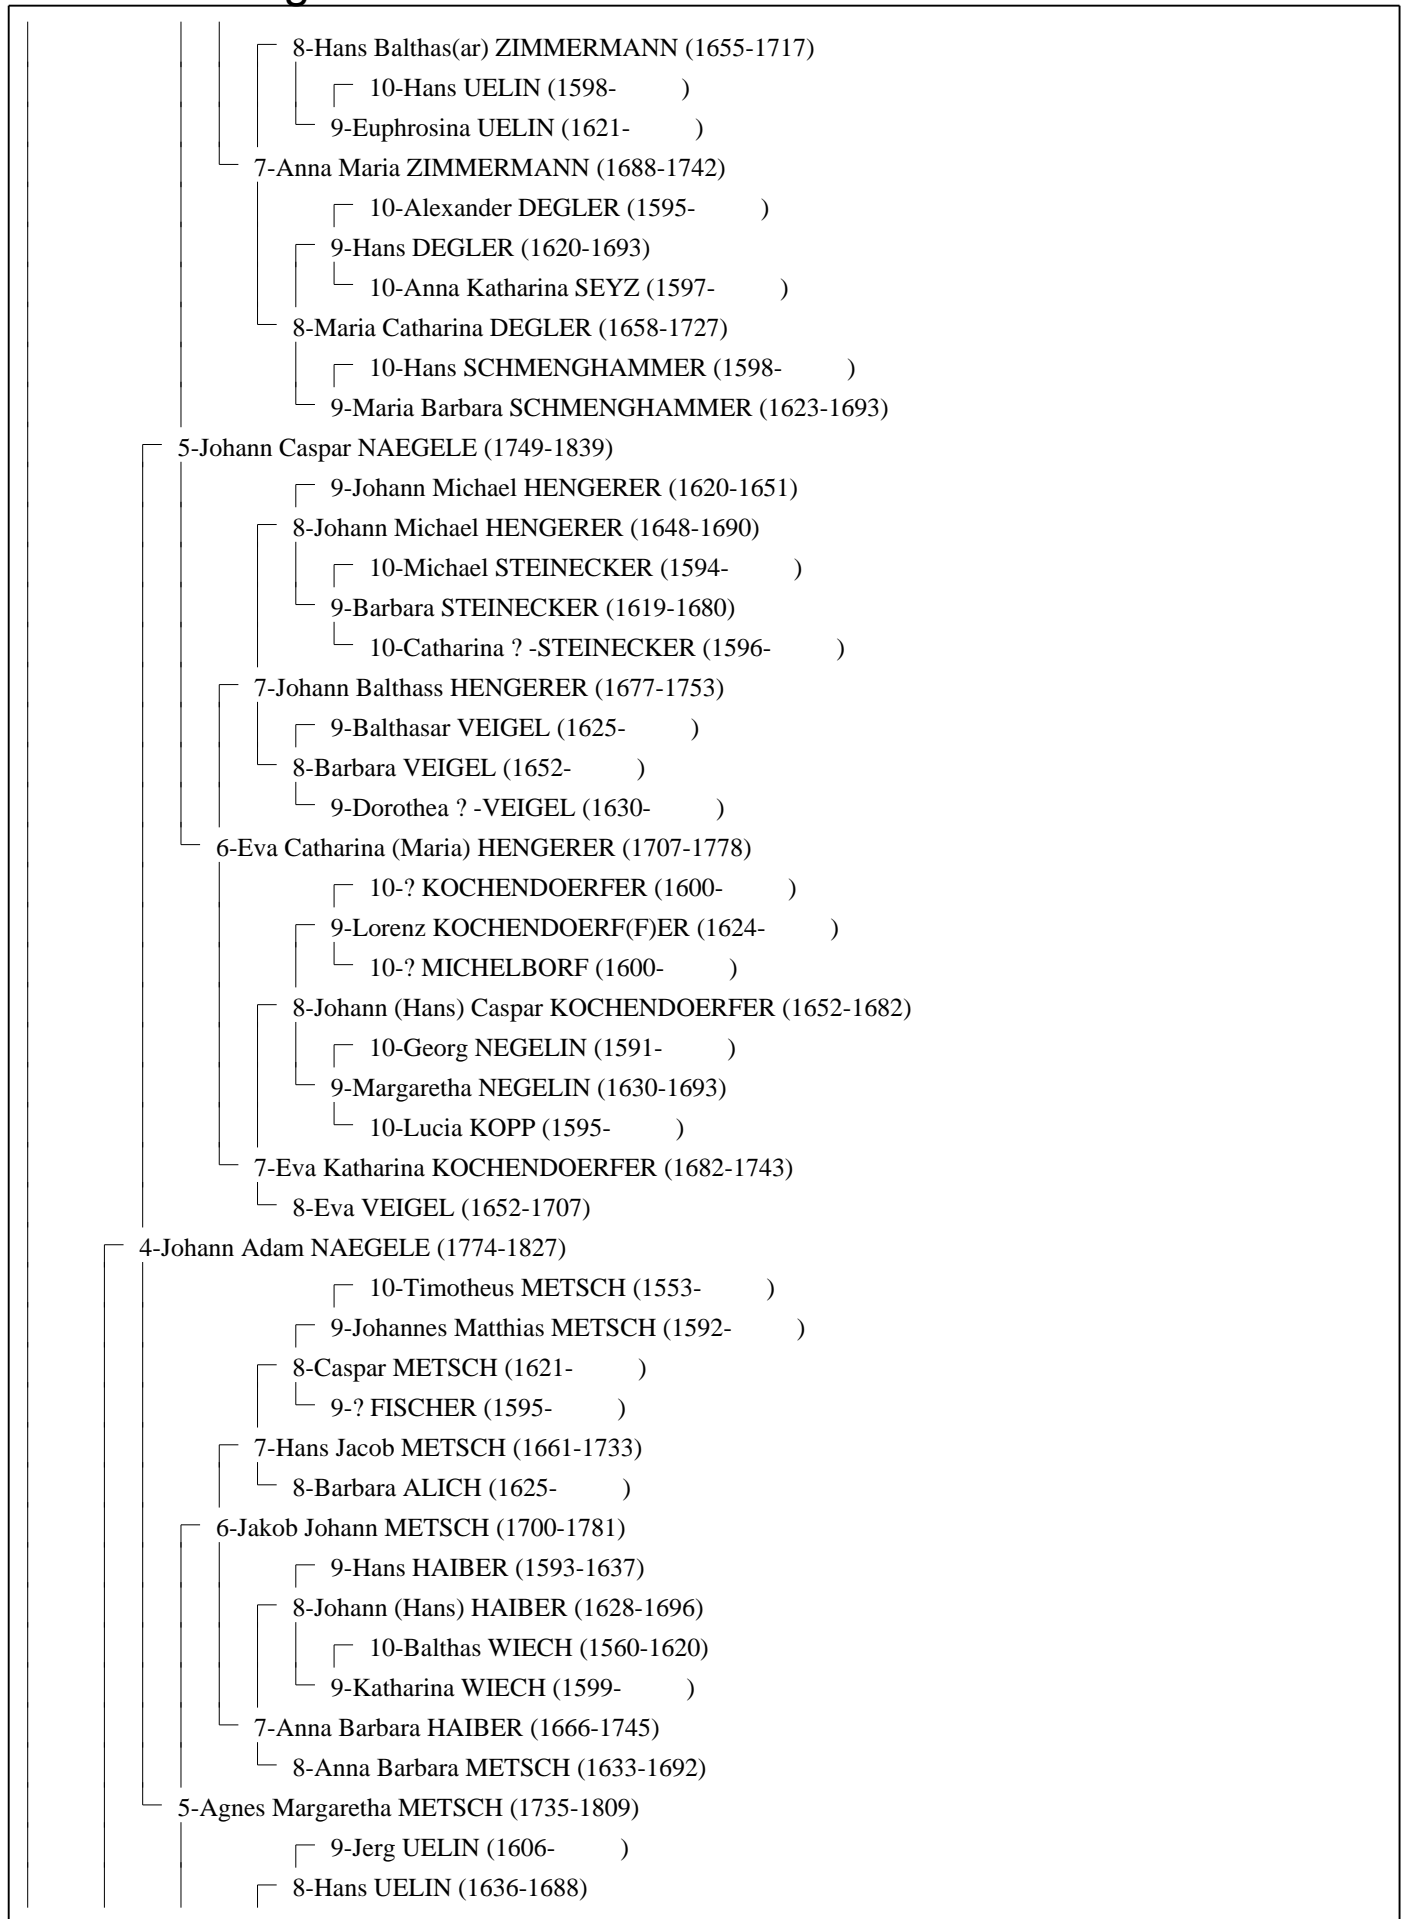 8-Hans Balthas(ar) ZIMMERMANN (1655-1717)
10-Hans UELIN (1598- )
9-Euphrosina UELIN (1621- )
7-Anna Maria ZIMMERMANN (1688-1742)
10-Alexander DEGLER (1595- )
9-Hans DEGLER (1620-1693)
10-Anna Katharina SEYZ (1597- )
8-Maria Catharina DEGLER (1658-1727)
10-Hans SCHMENGHAMMER (1598- )
9-Maria Barbara SCHMENGHAMMER (1623-1693)
5-Johann Caspar NAEGELE (1749-1839)
9-Johann Michael HENGERER (1620-1651)
8-Johann Michael HENGERER (1648-1690)
10-Michael STEINECKER (1594- )
9-Barbara STEINECKER (1619-1680)
10-Catharina ? -STEINECKER (1596- )
7-Johann Balthass HENGERER (1677-1753)
9-Balthasar VEIGEL (1625- )
8-Barbara VEIGEL (1652- )
9-Dorothea ? -VEIGEL (1630- )
6-Eva Catharina (Maria) HENGERER (1707-1778)
10-? KOCHENDOERFER (1600- )
9-Lorenz KOCHENDOERF(F)ER (1624- )
10-? MICHELBORF (1600- )
8-Johann (Hans) Caspar KOCHENDOERFER (1652-1682)
10-Georg NEGELIN (1591- )
9-Margaretha NEGELIN (1630-1693)
10-Lucia KOPP (1595- )
7-Eva Katharina KOCHENDOERFER (1682-1743)
8-Eva VEIGEL (1652-1707)
4-Johann Adam NAEGELE (1774-1827)
10-Timotheus METSCH (1553- )
9-Johannes Matthias METSCH (1592- )
8-Caspar METSCH (1621- )
9-? FISCHER (1595- )
7-Hans Jacob METSCH (1661-1733)
8-Barbara ALICH (1625- )
6-Jakob Johann METSCH (1700-1781)
9-Hans HAIBER (1593-1637)
8-Johann (Hans) HAIBER (1628-1696)
10-Balthas WIECH (1560-1620)
9-Katharina WIECH (1599- )
7-Anna Barbara HAIBER (1666-1745)
8-Anna Barbara METSCH (1633-1692)
5-Agnes Margaretha METSCH (1735-1809)
9-Jerg UELIN (1606- )
8-Hans UELIN (1636-1688)